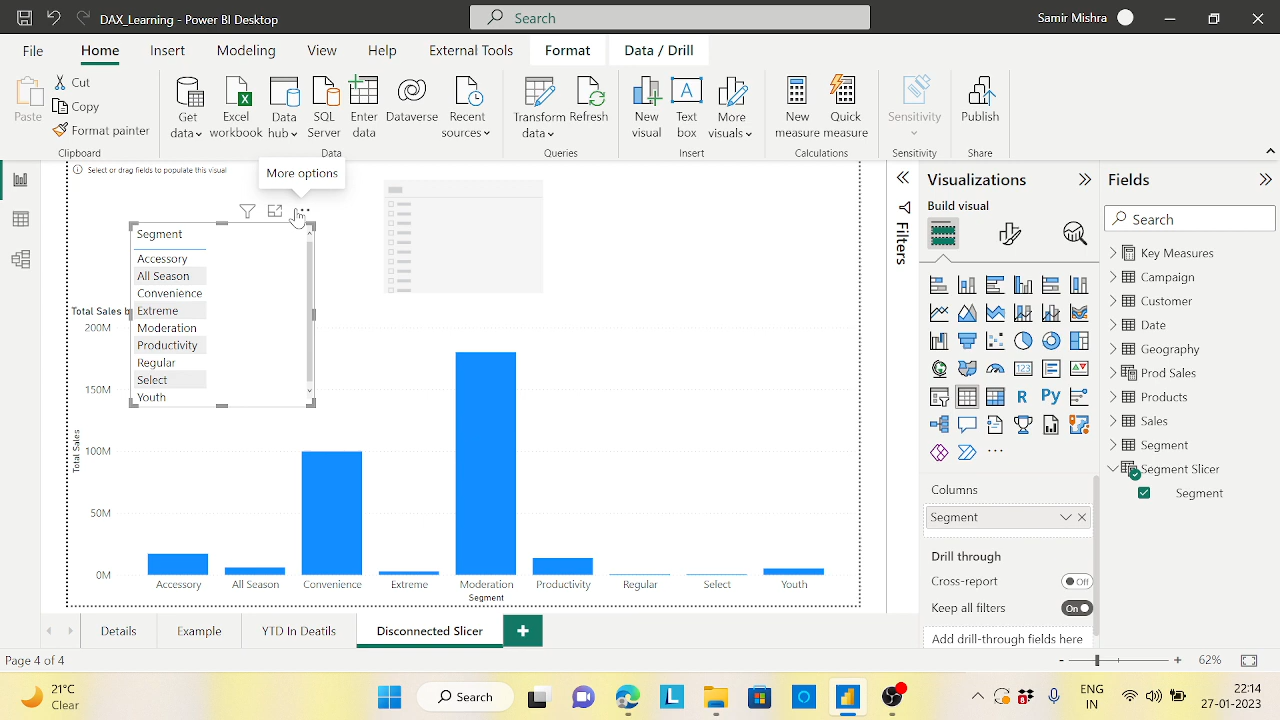 DAX_Learning - Power BI Desktop
Search
Sanir Mishra
File
Home
Insert
Modeling
View
Help
External Tools
Format
Data / Drill
Paste
Cut
Copy
Format painter
Clipboard
Get data
Excel workbook
Data hub
SQL Server
Enter data
Dataverse
Recent sources
Data
Transform data
Refresh
Queries
New visual
Text box
More visuals
Insert
New measure
Quick measure
Calculations
Sensitivity
Sensitivity
Publish
Share
Select or drag fields to populate this visual
More options
Segment
Accessory
All Season
Convenience
Extreme
Moderation
Productivity
Regular
Select
Youth
Total Sales b
200M
150M
100M
50M
0M
Total Sales
Accessory
All Season
Convenience
Extreme
Moderation
Productivity
Regular
Select
Youth
Segment
Filters
Visualizations
Build visual
R
Py
123
Columns
Segment
Drill through
Cross-report
Off
Keep all filters
On
Add drill-through fields here
Fields
Search
Key Measures
Campaign
Customer
Date
Geography
Prod Sales
Products
Sales
Segment
Segment Slicer
Segment
Details
Example
YTD In Deatils
Disconnected Slicer
Page 4 of 4
- + 62%
21°C
Clear
Search
ENG
IN
22:14
27-01-2023